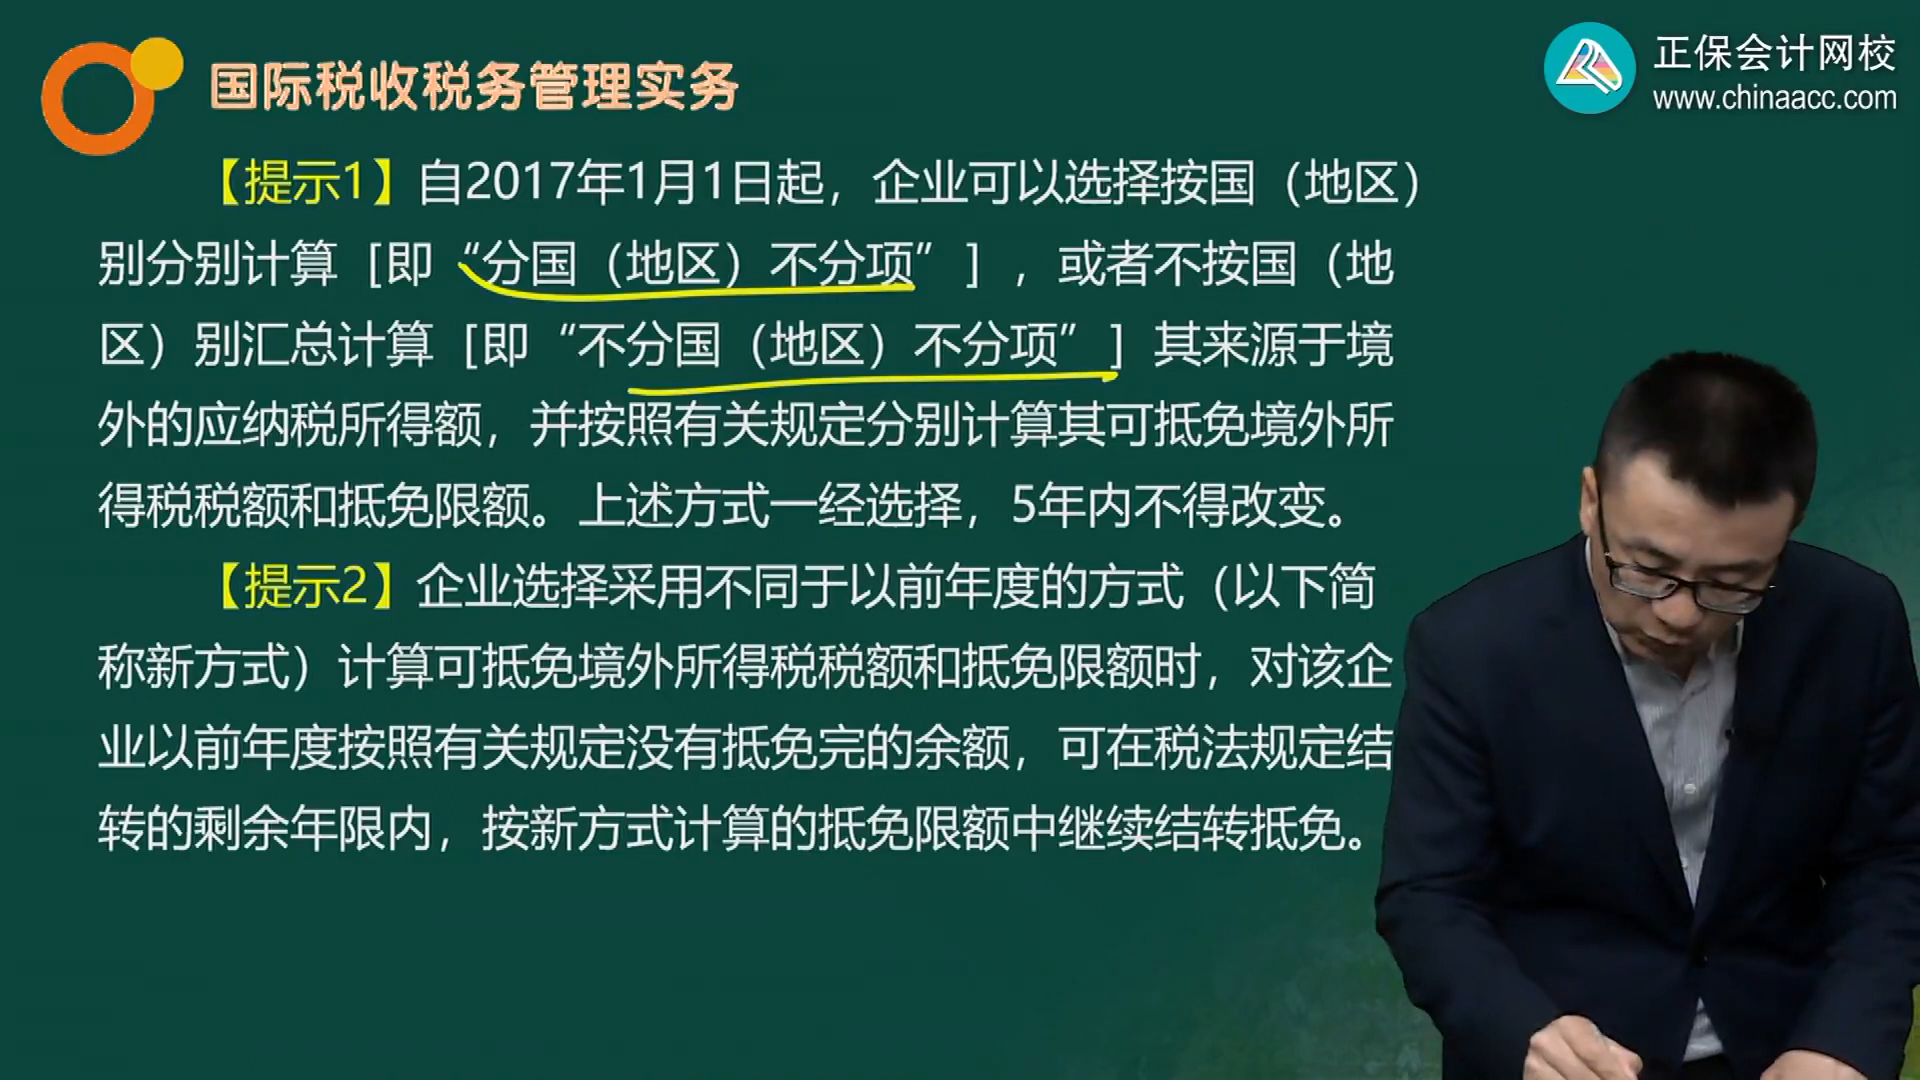 国际税收税务管理实务
正保会计网校
www.chinaacc.com
【提示1】自2017年1月1日起，企业可以选择按国（地区）
别分别计算［即“分国（地区）不分项”］，或者不按国（地
区）别汇总计算［即“不分国（地区）不分项”］其来源于境
外的应纳税所得额，并按照有关规定分别计算其可抵免境外所
得税税额和抵免限额。上述方式一经选择，5年内不得改变。
【提示2】企业选择采用不同于以前年度的方式（以下简
称新方式）计算可抵免境外所得税税额和抵免限额时，对该企
业以前年度按照有关规定没有抵免完的余额，可在税法规定结
转的剩余年限内，按新方式计算的抵免限额中继续结转抵免。